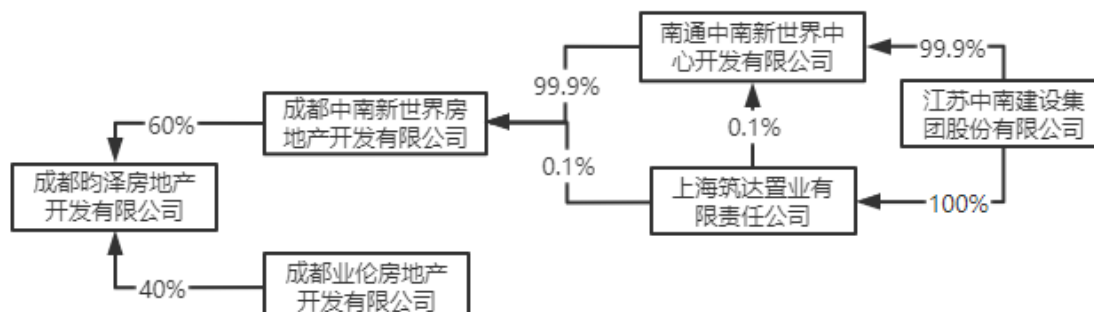 南通中南新世界中
心开发有限公司
99.9%
江苏中南建设集
团股份有限公司
99.9%
成都中南新世界房
地产开发有限公司
60%
0.1%
0.1%
成都昀泽房地产
开发有限公司
上海筑达置业有
限责任公司
100%
成都业伦房地产
开发有限公司
40%